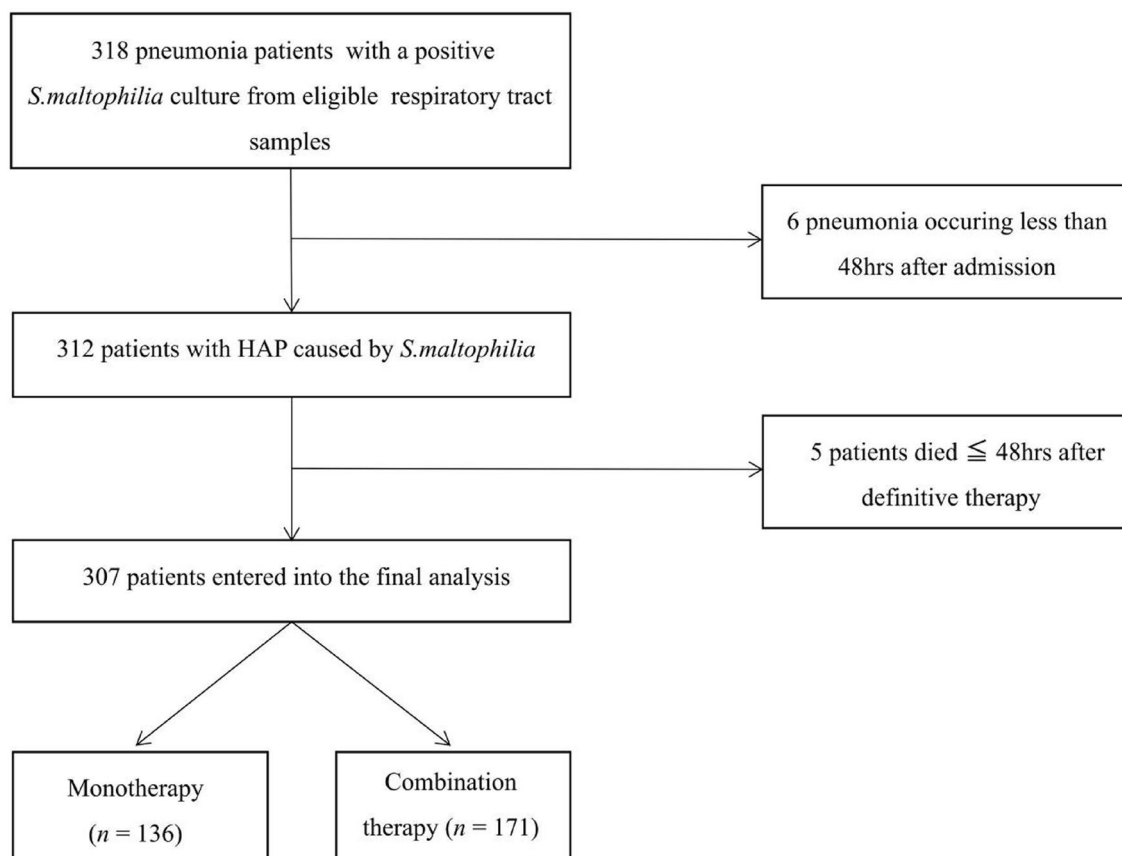 318 pneumonia patients with a positive
S.maltophilia culture from eligible respiratory tract
samples
6 pneumonia occuring less than
48hrs after admission
312 patients with HAP caused by S.maltophilia
5 patients died ≦ 48hrs after
definitive therapy
307 patients entered into the final analysis
Monotherapy
(n = 136)
Combination
therapy (n = 171)